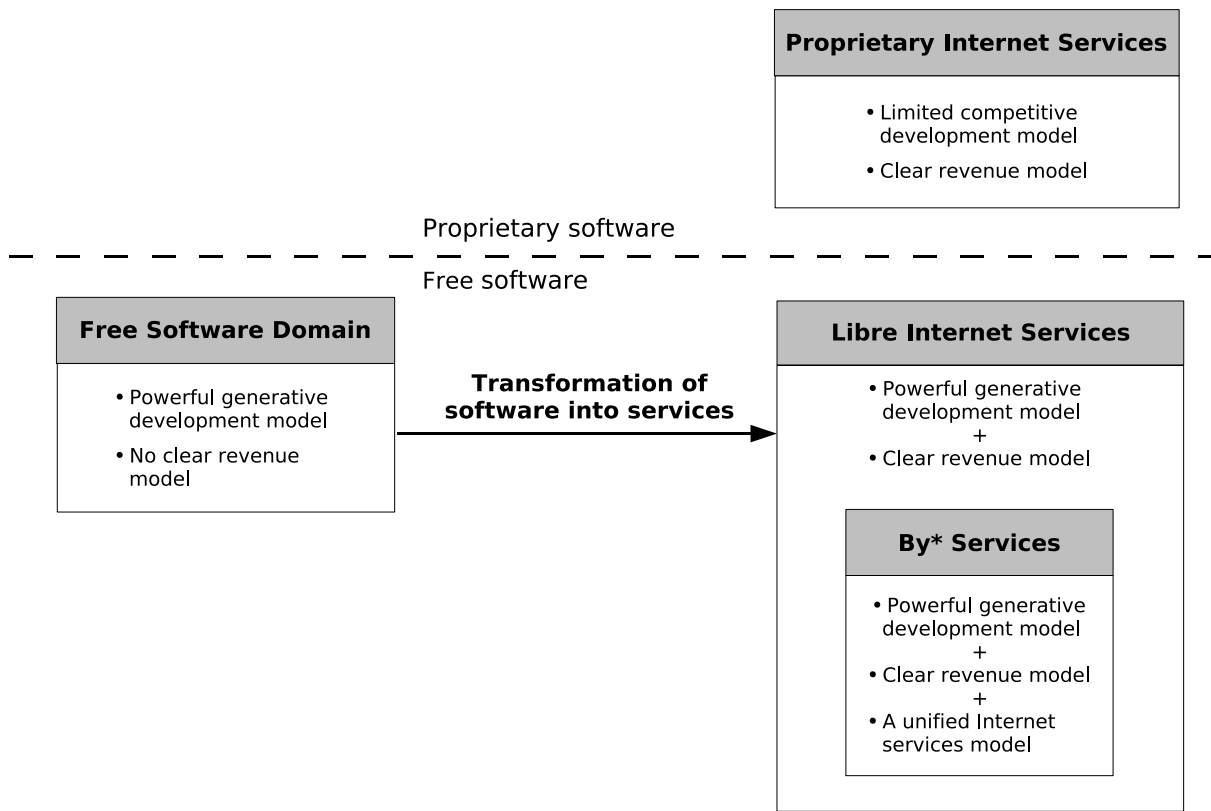 Proprietary Internet Services
• Limited competitive
development model
• Clear revenue model
Proprietary software
Free software
Free Software Domain
• Powerful generative
development model
• No clear revenue
model
Transformation of
software into services
Libre Internet Services
• Powerful generative
development model
+
• Clear revenue model
By* Services
• Powerful generative
development model
+
• Clear revenue model
+
• A unified Internet
services model